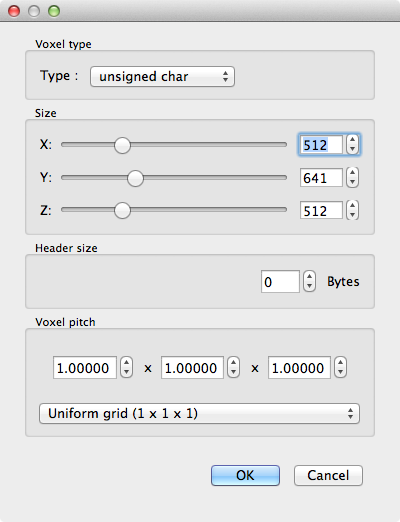 Voxel type
Type : unsigned char
Size
X: 512
Y: 641
Z: 512
Header size
0 Bytes
Voxel pitch
1.00000 x 1.00000 x 1.00000
Uniform grid (1 x 1 x 1)
OK Cancel